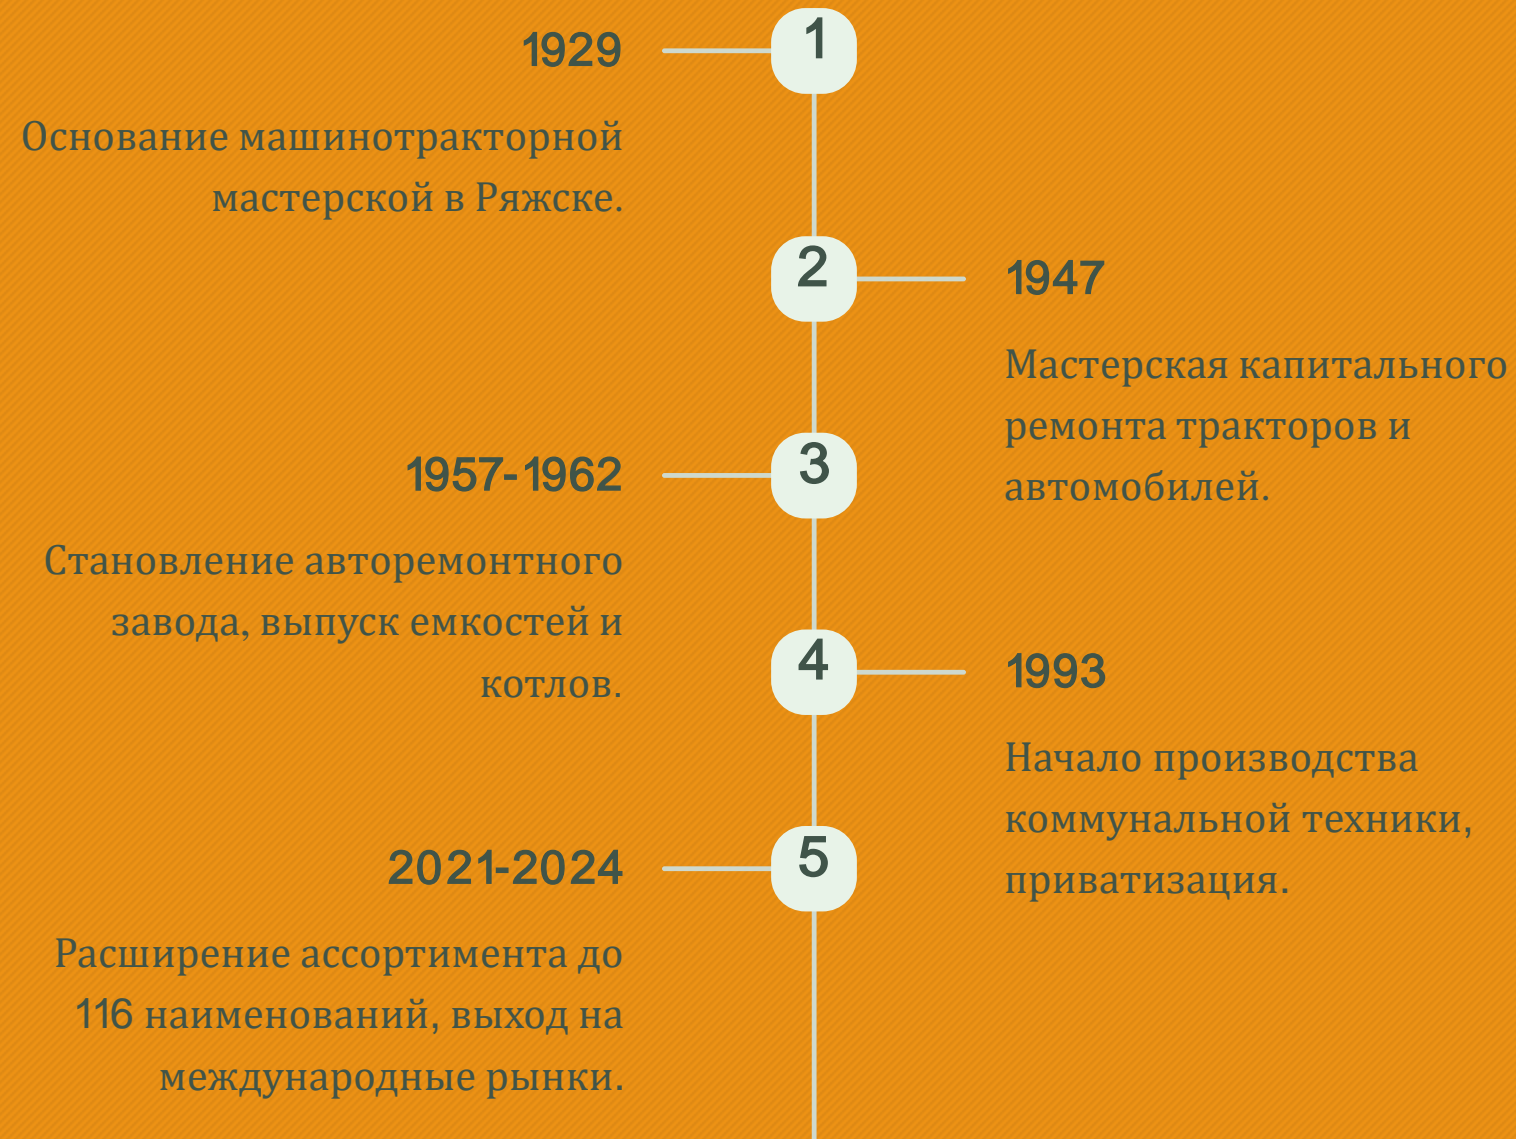 1
1929
Основание машинотракторной
мастерской в Ряжске.
2
1947
Мастерская капитального
ремонта тракторов и
автомобилей.
3
1957-1962
Становление авторемонтного
завода, выпуск емкостей и
котлов.
4
1993
Начало производства
коммунальной техники,
приватизация.
5
2021-2024
Расширение ассортимента до
116 наименований, выход на
международные рынки.